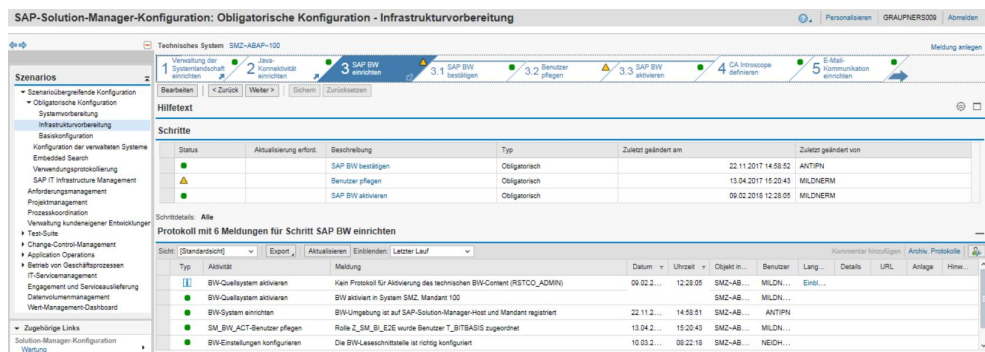 SAP-Solution-Manager-Konfiguration: Obligatorische Konfiguration - Infrastrukturvorbereitung
Personalisieren GRAUPNERS009 Abmelden
Technisches System SMZ~ABAP~100
Meldung anlegen
1 Verwaltung der Systemlandschaft einrichten
2 Java-Konnektivität einrichten
3 SAP BW einrichten
3.1 SAP BW bestätigen
3.2 Benutzer pflegen
3.3 SAP BW aktivieren
4 CA Introscope definieren
5 E-Mail-Kommunikation einrichten
Bearbeiten < Zurück Weiter > Sichern Zurücksetzen
Hilfetext
Szenarios
Szenarioübergreifende Konfiguration
Obligatorische Konfiguration
Systemvorbereitung
Infrastrukturvorbereitung
Basiskonfiguration
Konfiguration der verwalteten Systeme
Embedded Search
Verwendungsprotokollierung
SAP IT Infrastructure Management
Anforderungsmanagement
Projektmanagement
Prozesskoordination
Verwaltung kundeneigener Entwicklunger
Test-Suite
Change-Control-Management
Application Operations
Betrieb von Geschäftsprozessen
IT-Servicemanagement
Engagement und Serviceauslieferung
Datenvolumenmanagement
Wert-Management-Dashboard
Zugehörige Links
Solution-Manager-Konfiguration
Wartung
Schritte
Status Aktualisierung erford. Beschreibung Typ Zuletzt geändert am Zuletzt geändert von
SAP BW bestätigen Obligatorisch 22.11.2017 14:58:52 ANTIPN
Benutzer pflegen Obligatorisch 13.04.2017 15:20:43 MILDNERM
SAP BW aktivieren Obligatorisch 09.02.2018 12:28:05 MILDNERM
Schrittdetails: Alle
Protokoll mit 6 Meldungen für Schritt SAP BW einrichten
Sicht: [Standardsicht] Export Aktualisieren Einblenden: Letzter Lauf Kommentar hinzufügen Archiv. Protokolle
Typ Aktivität Meldung Datum Uhrzeit Objekt in... Benutzer Lang... Details URL Anlage Hinw...
BW-Quellsystem aktivieren Kein Protokoll für Aktivierung des technischen BW-Content (RSTCO_ADMIN) 09.02.2... 12:28:05 SMZ~AB... MILDN... Einbl...
BW-Quellsystem aktivieren BW aktiviert in System SMZ, Mandant 100 SMZ~AB... MILDN...
BW-System einrichten BW-Umgebung ist auf SAP-Solution-Manager-Host und Mandant registriert 22.11.2... 14:58:51 SMZ~AB... ANTIPN
SM_BW_ACT-Benutzer pflegen Rolle Z_SM_BI_E2E wurde Benutzer T_BITBASIS zugeordnet 13.04.2... 15:20:43 SMZ~AB... MILDN...
BW-Einstellungen konfigurieren Die BW-Leseschnittstelle ist richtig konfiguriert 10.03.2... 08:22:18 SMZ~AB... NEIDH...